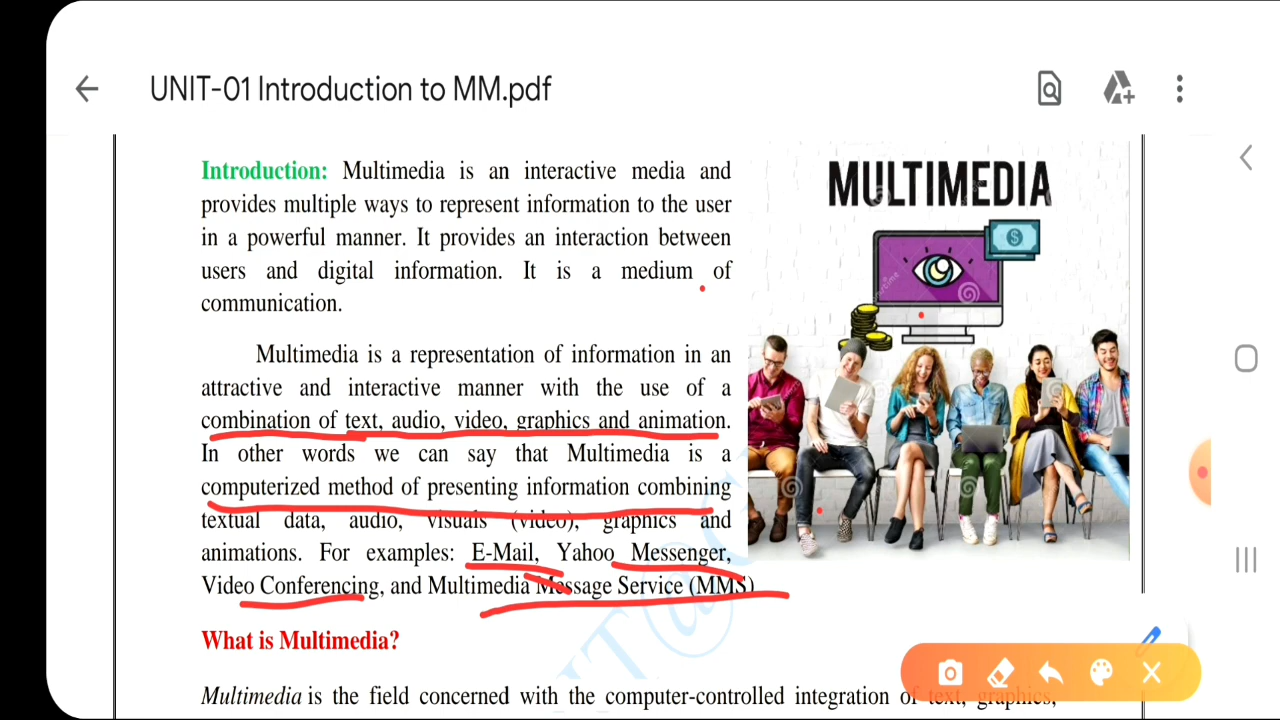 UNIT-01 Introduction to MM.pdf
Introduction: Multimedia is an interactive media and
provides multiple ways to represent information to the user
in a powerful manner. It provides an interaction between
users and digital information. It is a medium of
communication.
MULTIMEDIA
$
Multimedia is a representation of information in an
attractive and interactive manner with the use of a
combination of text, audio, video, graphics and animation.
In other words we can say that Multimedia is a
computerized method of presenting information combining
textual data, audio, visuals (video), graphics and
animations. For examples: E-Mail, Yahoo Messenger,
Video Conferencing, and Multimedia Message Service (MMS)
What is Multimedia?
Multimedia is the field concerned with the computer-controlled integration of text, graphics,